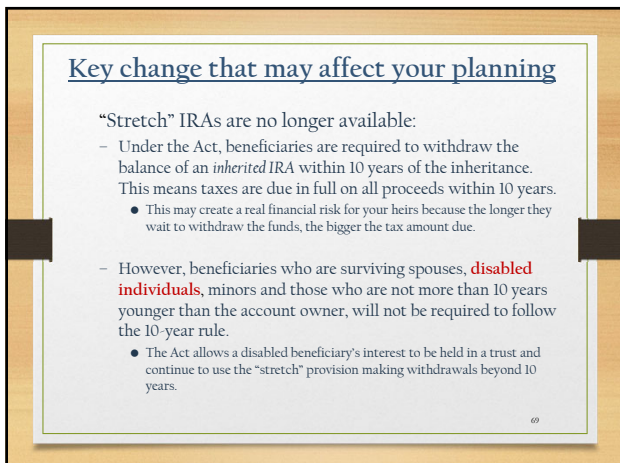 Key change that may affect your planning
“Stretch” IRAs are no longer available:
– Under the Act, beneficiaries are required to withdraw the
balance of an inherited IRA within 10 years of the inheritance.
This means taxes are due in full on all proceeds within 10 years.
● This may create a real financial risk for your heirs because the longer they
wait to withdraw the funds, the bigger the tax amount due.
– However, beneficiaries who are surviving spouses, disabled
individuals, minors and those who are not more than 10 years
younger than the account owner, will not be required to follow
the 10-year rule.
● The Act allows a disabled beneficiary’s interest to be held in a trust and
continue to use the “stretch” provision making withdrawals beyond 10
years.
69